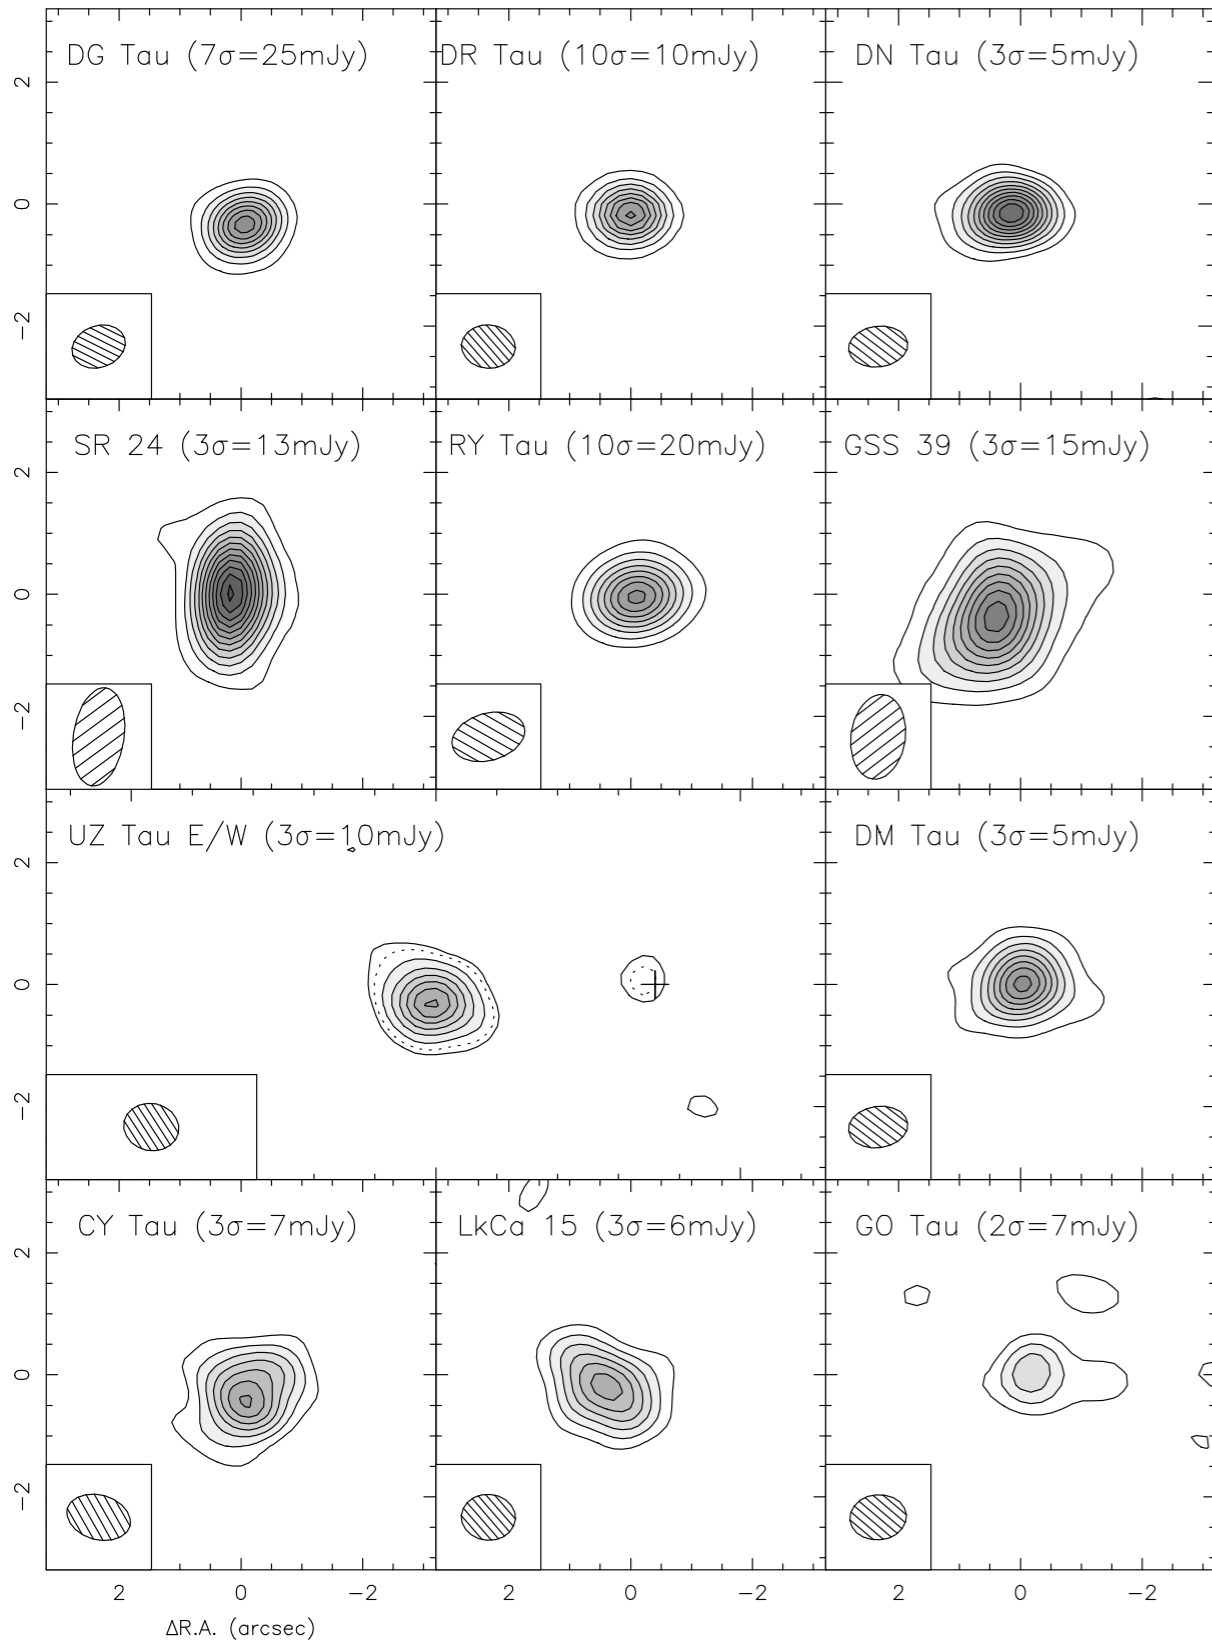 DG Tau (7σ=25mJy)
DR Tau (10σ=10mJy)
DN Tau (3σ=5mJy)
2
0
−2
SR 24 (3σ=13mJy)
RY Tau (10σ=20mJy)
GSS 39 (3σ=15mJy)
2
0
−2
UZ Tau E/W (3σ=10mJy)
DM Tau (3σ=5mJy)
2
0
−2
CY Tau (3σ=7mJy)
LkCa 15 (3σ=6mJy)
GO Tau (2σ=7mJy)
2
0
−2
2 0 −2 2 0 −2 2 0 −2
ΔR.A. (arcsec)